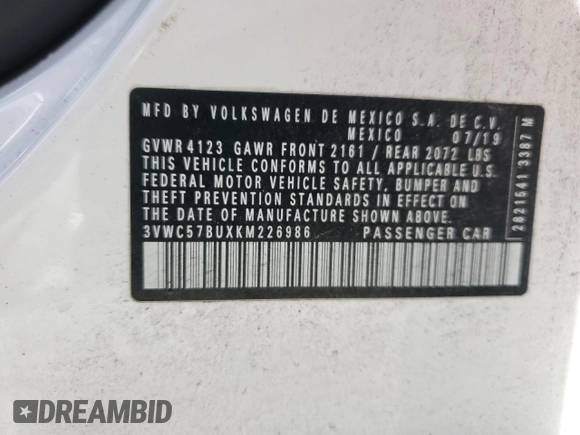 MFD BY VOLKSWAGEN DE MEXICO S.A. DE C.V.
MEXICO 07/19
GVWR 4123 GAWR FRONT 2161 / REAR 2072 LBS
THIS VEHICLE CONFORMS TO ALL APPLICABLE U.S.
FEDERAL MOTOR VEHICLE SAFETY, BUMPER AND
THEFT PREVENTION STANDARDS IN EFFECT ON
THE DATE OF MANUFACTURE SHOWN ABOVE.
3VWC57BUXKM226986 PASSENGER CAR
2821541 3387 M
DREAMBID